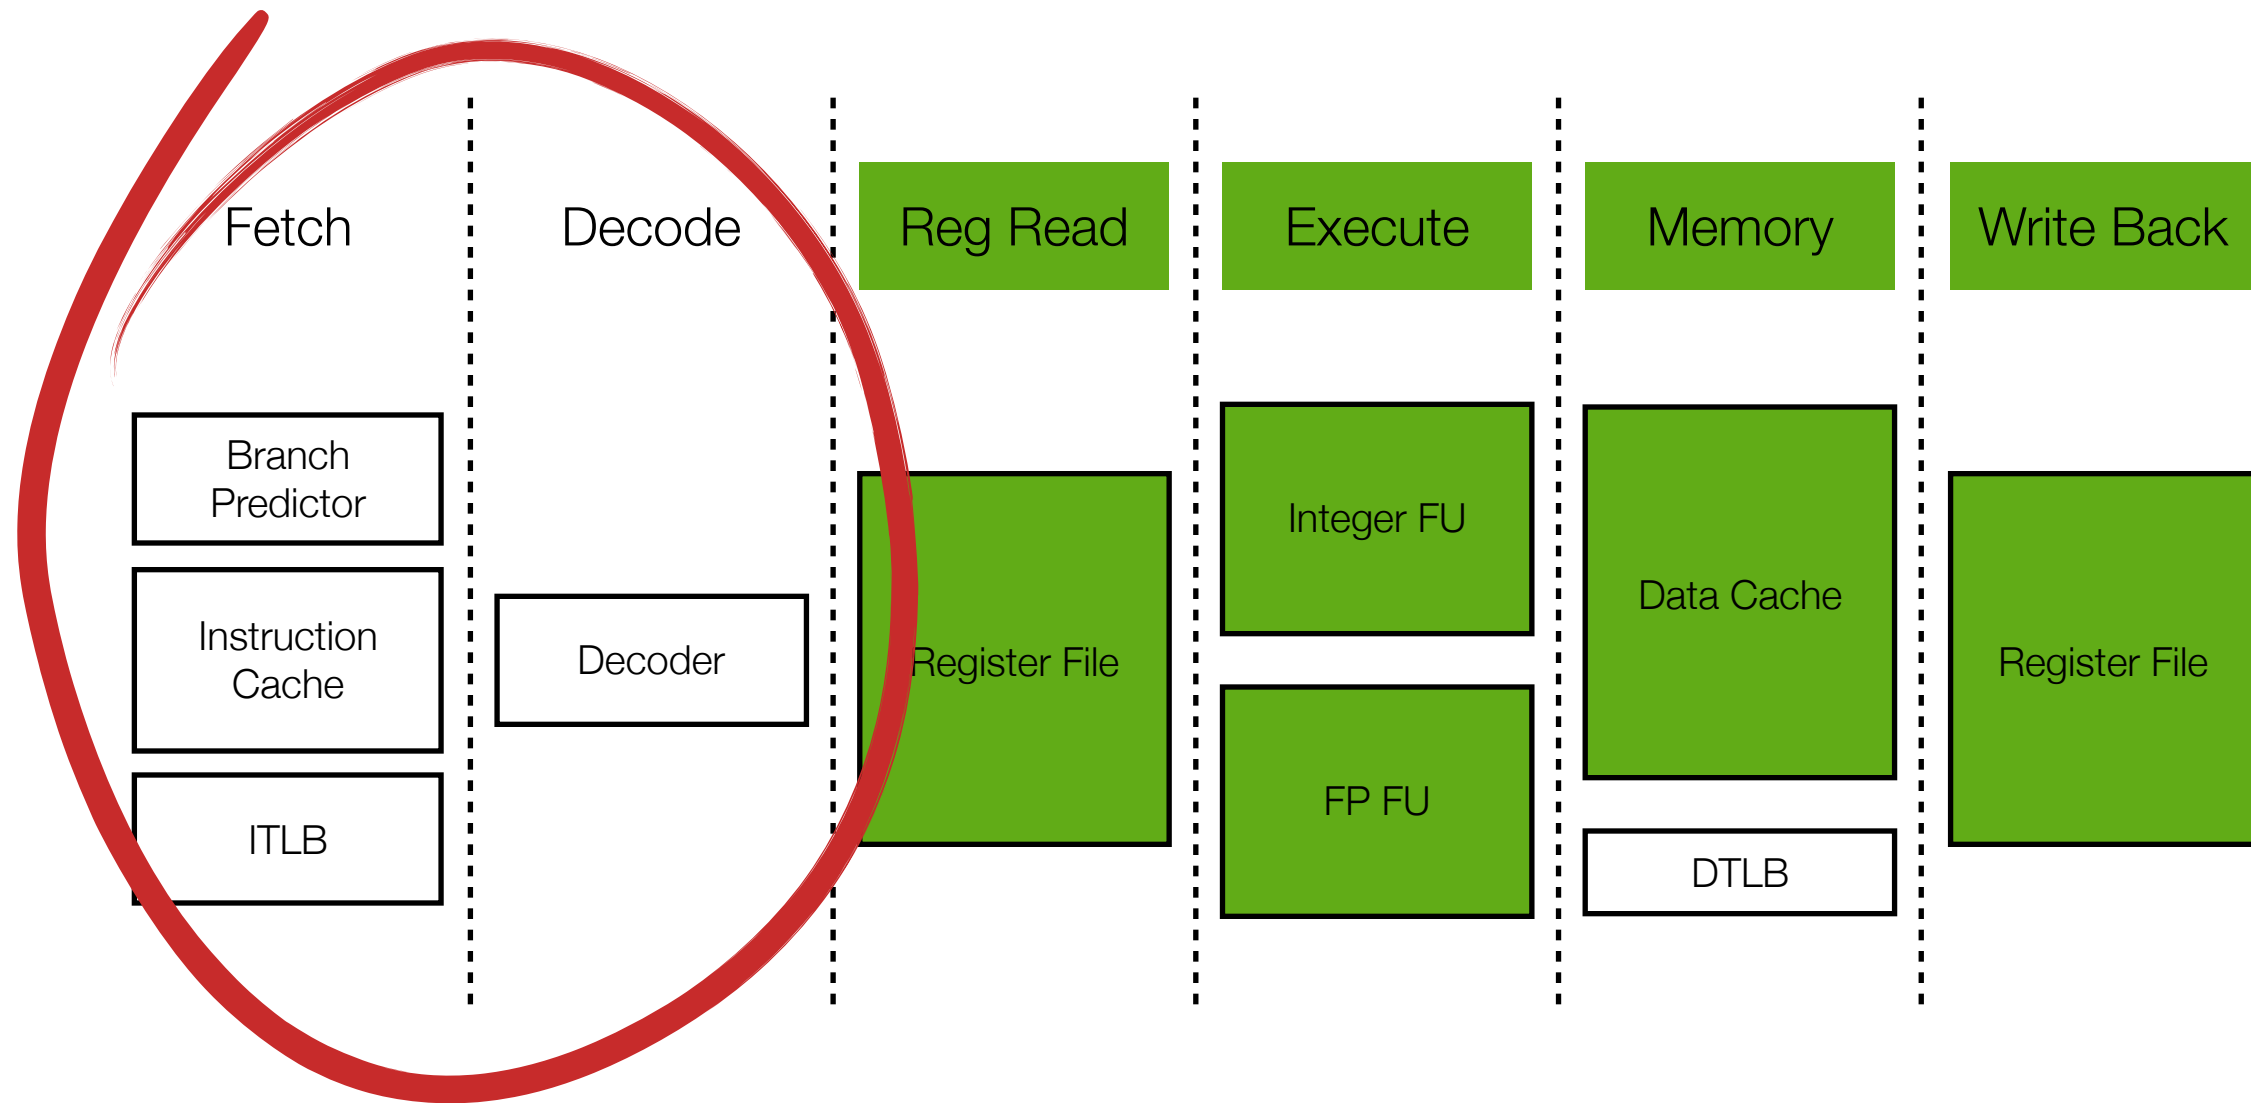 Fetch
Decode
Reg Read
Execute
Memory
Write Back
Branch
Predictor
Instruction
Cache
ITLB
Decoder
Register File
Integer FU
FP FU
Data Cache
DTLB
Register File